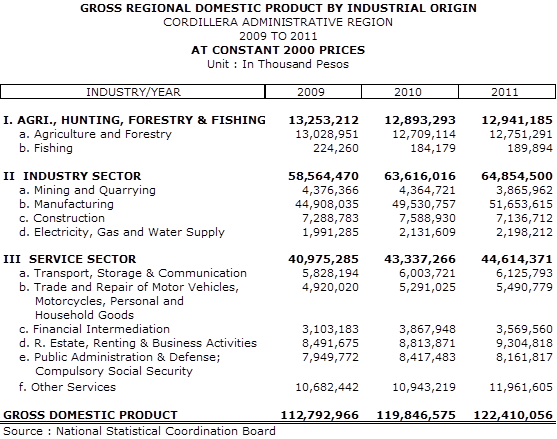 GROSS REGIONAL DOMESTIC PRODUCT BY INDUSTRIAL ORIGIN
CORDILLERA ADMINISTRATIVE REGION
2009 TO 2011
AT CONSTANT 2000 PRICES
Unit : In Thousand Pesos
INDUSTRY/YEAR 2009 2010 2011
I. AGRI., HUNTING, FORESTRY & FISHING 13,253,212 12,893,293 12,941,185
a. Agriculture and Forestry 13,028,951 12,709,114 12,751,291
b. Fishing 224,260 184,179 189,894
II INDUSTRY SECTOR 58,564,470 63,616,016 64,854,500
a. Mining and Quarrying 4,376,366 4,364,721 3,865,962
b. Manufacturing 44,908,035 49,530,757 51,653,615
c. Construction 7,288,783 7,588,930 7,136,712
d. Electricity, Gas and Water Supply 1,991,285 2,131,609 2,198,212
III SERVICE SECTOR 40,975,285 43,337,266 44,614,371
a. Transport, Storage & Communication 5,828,194 6,003,721 6,125,793
b. Trade and Repair of Motor Vehicles, 4,920,020 5,291,025 5,490,779
Motorcycles, Personal and
Household Goods
c. Financial Intermediation 3,103,183 3,867,948 3,569,560
d. R. Estate, Renting & Business Activities 8,491,675 8,813,871 9,304,818
e. Public Administration & Defense; 7,949,772 8,417,483 8,161,817
Compulsory Social Security
f. Other Services 10,682,442 10,943,219 11,961,605
GROSS DOMESTIC PRODUCT 112,792,966 119,846,575 122,410,056
Source : National Statistical Coordination Board